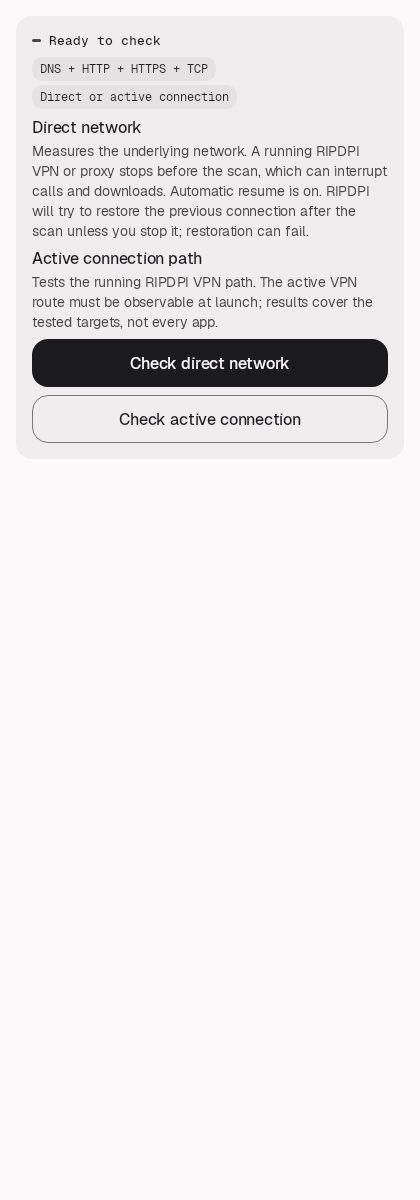 Ready to check
DNS + HTTP + HTTPS + TCP
Direct or active connection
Direct network
Measures the underlying network. A running RIPDPI
VPN or proxy stops before the scan, which can interrupt
calls and downloads. Automatic resume is on. RIPDPI
will try to restore the previous connection after the
scan unless you stop it; restoration can fail.
Active connection path
Tests the running RIPDPI VPN path. The active VPN
route must be observable at launch; results cover the
tested targets, not every app.
Check direct network
Check active connection